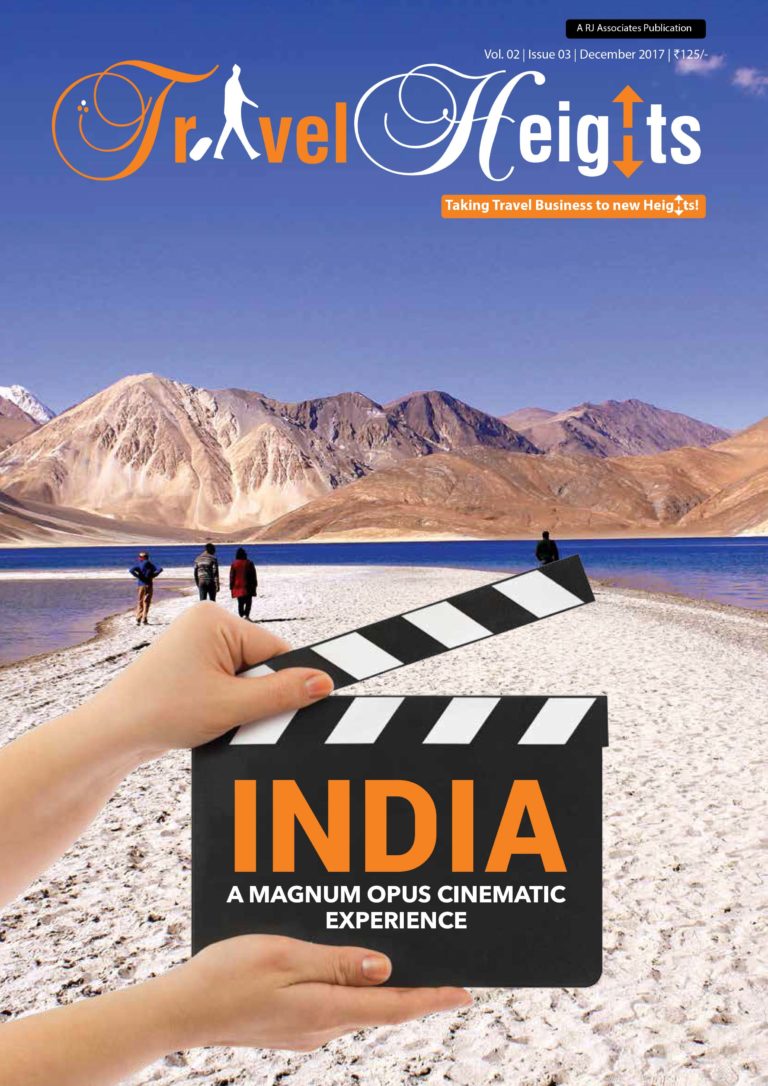 A RJ Associates Publication
Vol. 02 | Issue 03 | December 2017 | ₹125/-
Travel Heights
Taking Travel Business to new Heights!
INDIA
A MAGNUM OPUS CINEMATIC
EXPERIENCE